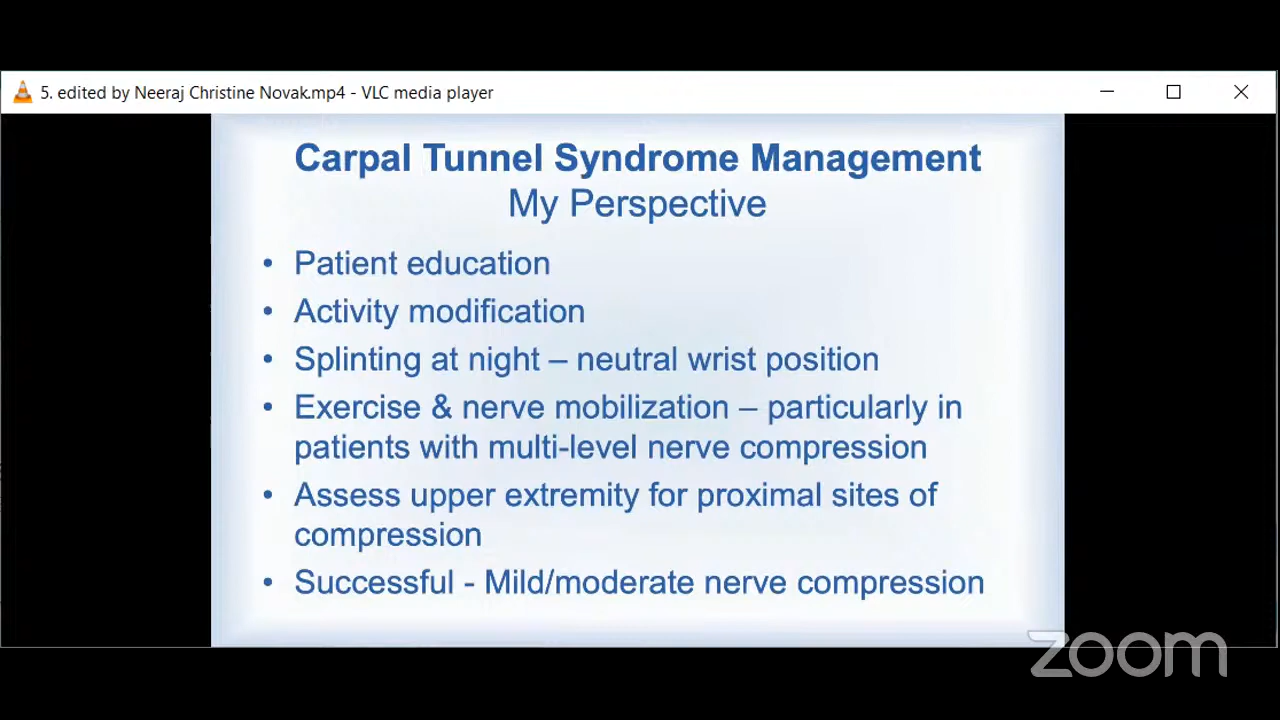 5. edited by Neeraj Christine Novak.mp4 - VLC media player
Carpal Tunnel Syndrome Management
My Perspective
• Patient education
• Activity modification
• Splinting at night – neutral wrist position
• Exercise & nerve mobilization – particularly in
patients with multi-level nerve compression
• Assess upper extremity for proximal sites of
compression
• Successful - Mild/moderate nerve compression
zoom